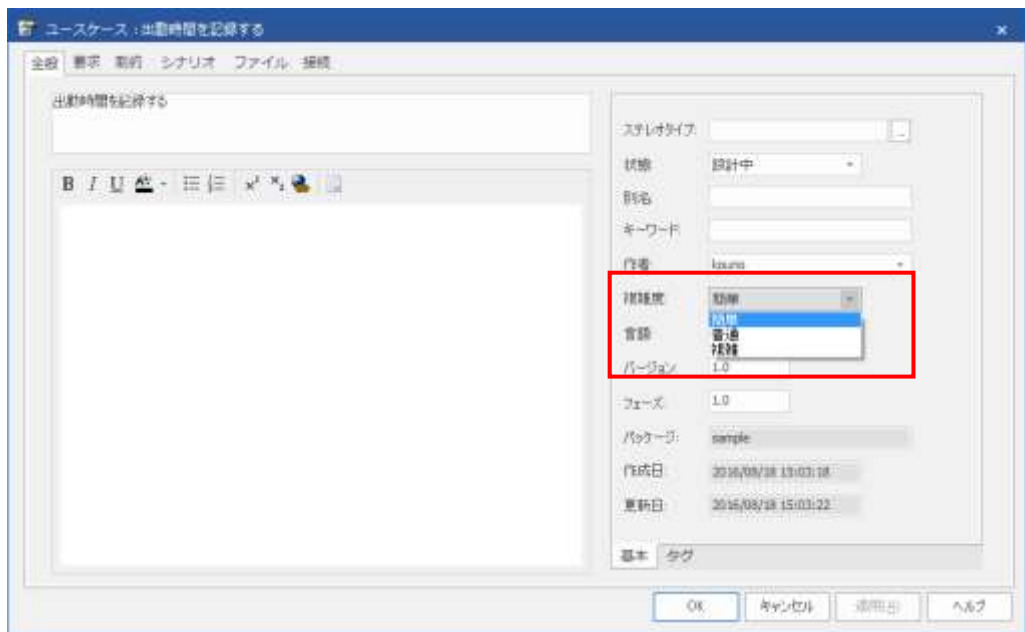 ユースケース : 出勤時間を記録する
全般 要求 制約 シナリオ ファイル 接続
出勤時間を記録する
B I U
ステレオタイプ:
状態: 設計中
別名:
キーワード:
作者: kouno
複雑度: 簡単
簡単
言語: 普通
複雑
バージョン: 1.0
フェーズ: 1.0
パッケージ: sample
作成日: 2016/08/18 15:03:18
更新日: 2016/08/18 15:03:22
基本 タグ
OK キャンセル 適用(A) ヘルプ